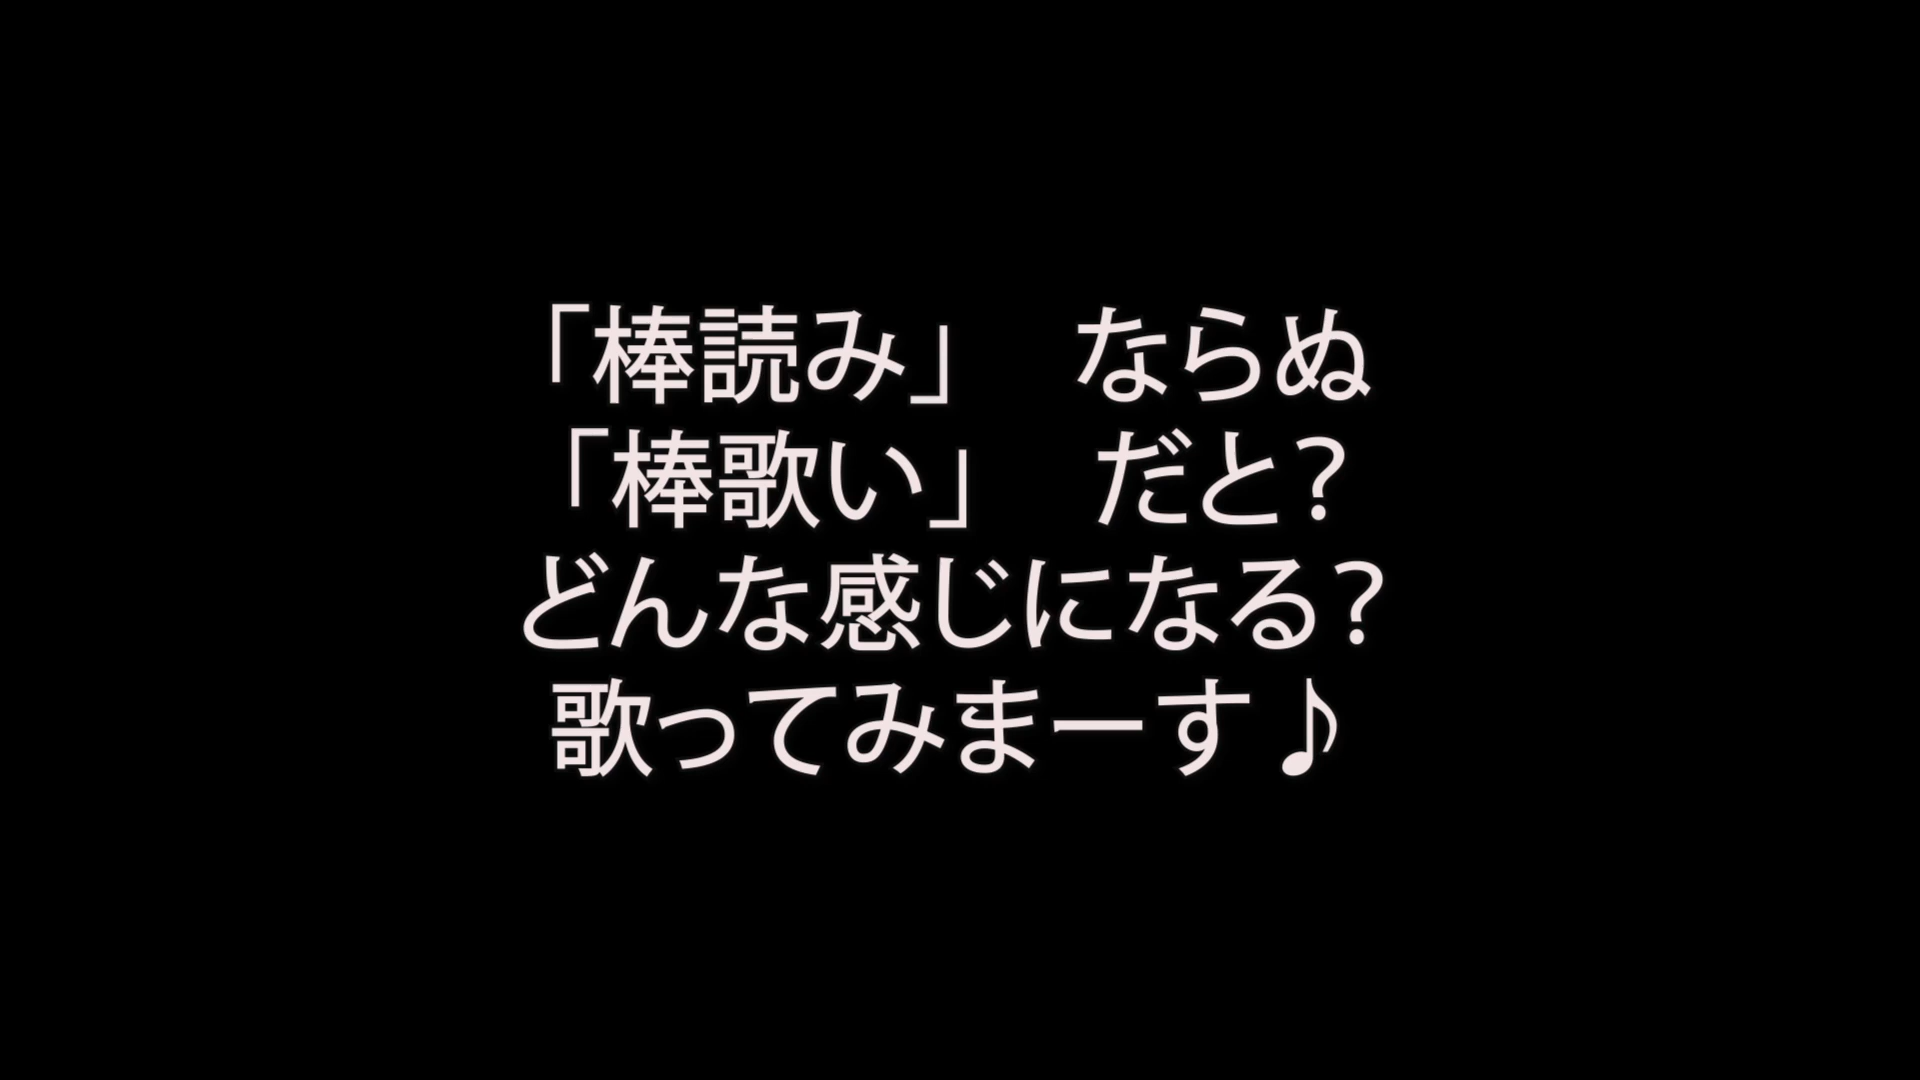 「棒読み」　ならぬ
「棒歌い」　だと?
どんな感じになる?
歌ってみまーす♪